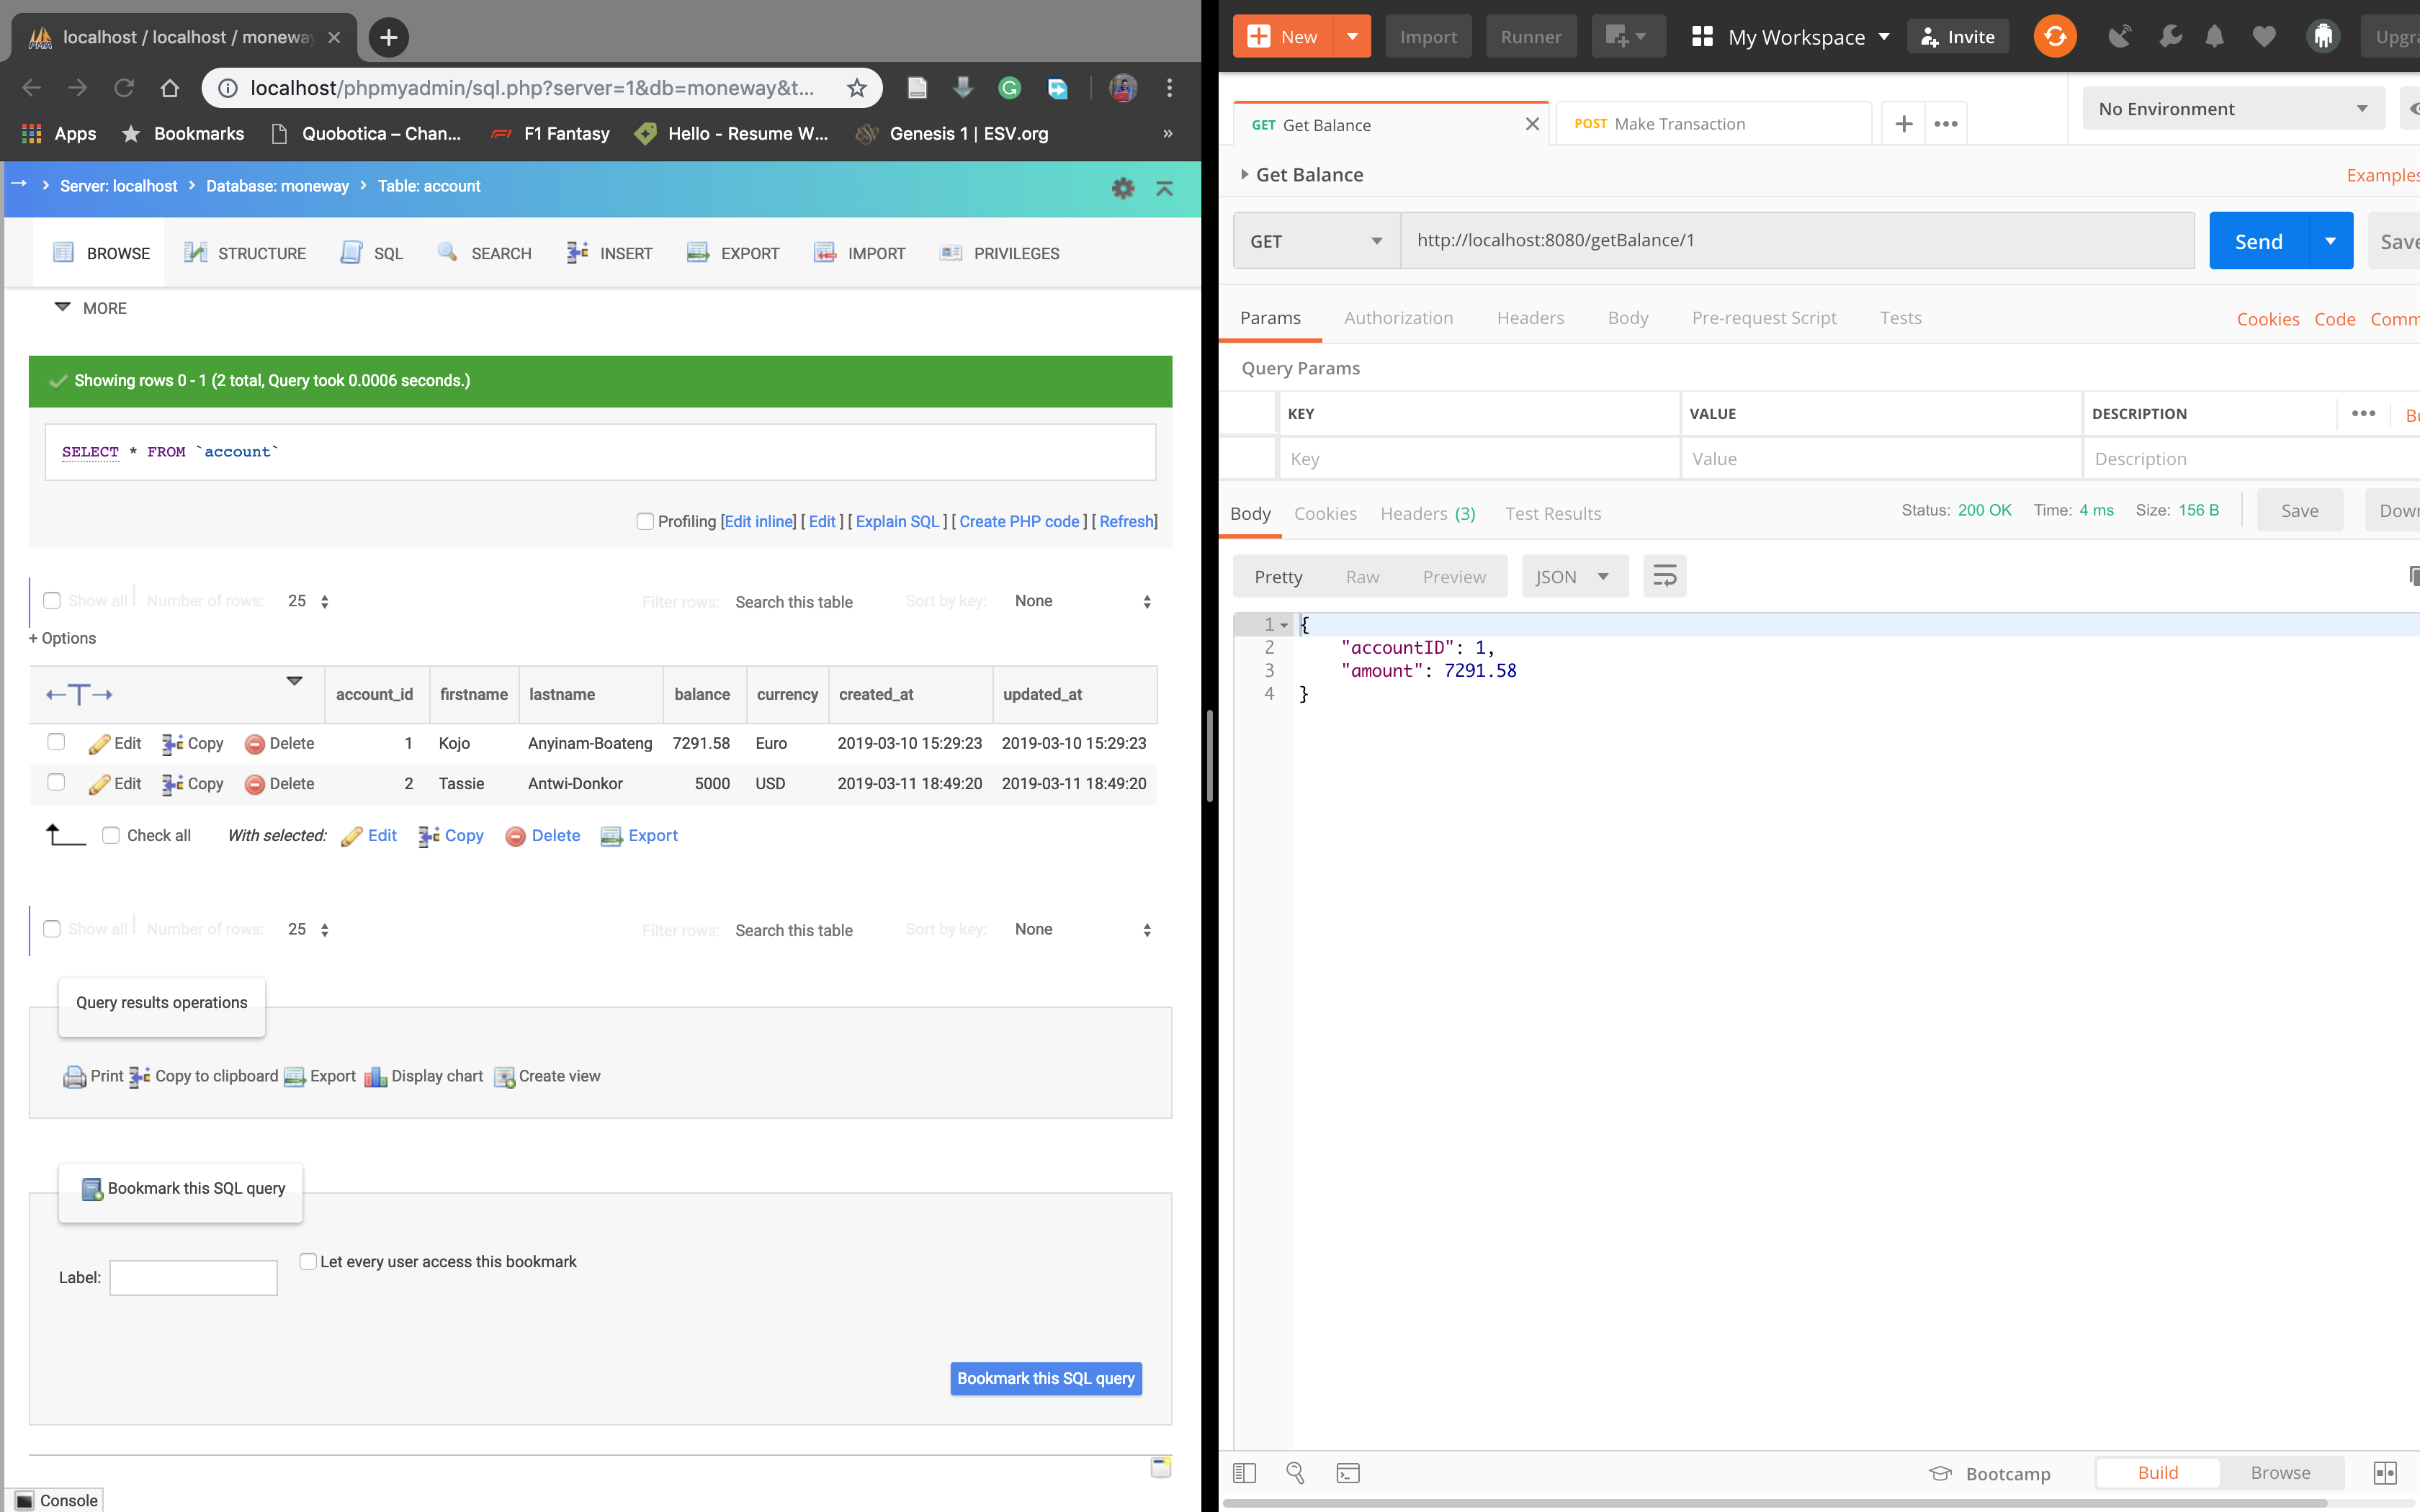 localhost / localhost / moneway
localhost/phpmyadmin/sql.php?server=1&db=moneway&t...
Apps Bookmarks Quobotica – Chan... F1 Fantasy Hello - Resume W... Genesis 1 | ESV.org »
Server: localhost Database: moneway Table: account
BROWSE STRUCTURE SQL SEARCH INSERT EXPORT IMPORT PRIVILEGES
MORE
Showing rows 0 - 1 (2 total, Query took 0.0006 seconds.)
SELECT * FROM `account`
Profiling [Edit inline] [ Edit ] [ Explain SQL ] [ Create PHP code ] [ Refresh]
Show all Number of rows: 25 Filter rows: Search this table Sort by key: None
+ Options
←T→ account_id firstname lastname balance currency created_at updated_at
Edit Copy Delete 1 Kojo Anyinam-Boateng 7291.58 Euro 2019-03-10 15:29:23 2019-03-10 15:29:23
Edit Copy Delete 2 Tassie Antwi-Donkor 5000 USD 2019-03-11 18:49:20 2019-03-11 18:49:20
Check all With selected: Edit Copy Delete Export
Show all Number of rows: 25 Filter rows: Search this table Sort by key: None
Query results operations
Print Copy to clipboard Export Display chart Create view
Bookmark this SQL query
Let every user access this bookmark
Label:
Bookmark this SQL query
Console
New Import Runner My Workspace Invite Upgra
GET Get Balance POST Make Transaction No Environment
Get Balance Examples
GET http://localhost:8080/getBalance/1 Send Save
Params Authorization Headers Body Pre-request Script Tests Cookies Code Comm
Query Params
KEY VALUE DESCRIPTION ••• Bu
Key Value Description
Body Cookies Headers (3) Test Results Status: 200 OK Time: 4 ms Size: 156 B Save Down
Pretty Raw Preview JSON
1 {
2 "accountID": 1,
3 "amount": 7291.58
4 }
Bootcamp Build Browse